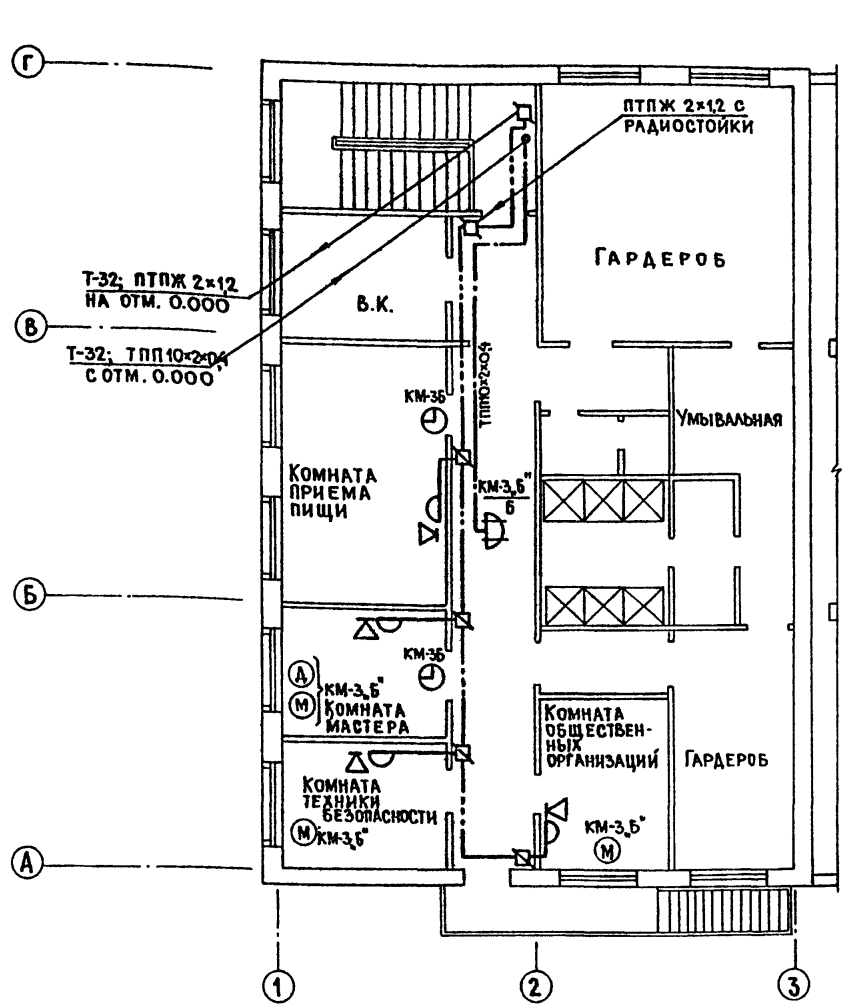 Г
ПТПЖ 2×1,2 С
РАДИОСТОЙКИ
ГАРДЕРОБ
Т-32; ПТПЖ 2×1,2
НА ОТМ. 0.000
В.К.
В
Т-32; ТПП10×2×0,4
С ОТМ. 0.000
ТПП10×2×0,4
КМ-3Б
УМЫВАЛЬНАЯ
КОМНАТА
ПРИЕМА
ПИЩИ
КМ-3„Б"
Б
Б
КМ-3Б
Д
М
КМ-3„Б"
КОМНАТА
МАСТЕРА
КОМНАТА
ОБЩЕСТВЕН-
НЫХ
ОРГАНИЗАЦИЙ
ГАРДЕРОБ
КОМНАТА
ТЕХНИКИ
БЕЗОПАСНОСТИ
М
КМ-3„Б"
КМ-3„Б"
М
А
1
2
3